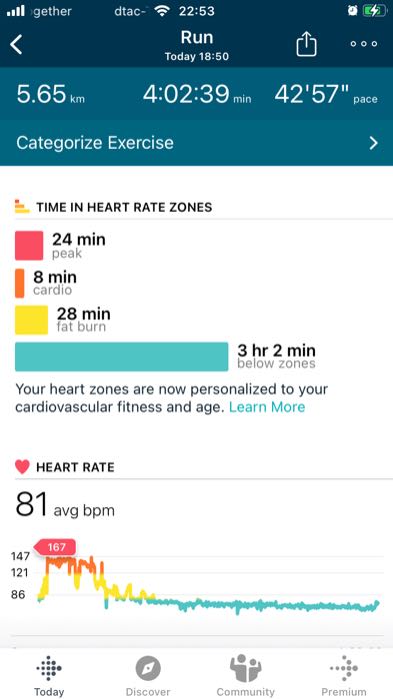 gether dtac- 22:53
Run
Today 18:50
5.65 km 4:02:39 min 42'57" pace
Categorize Exercise
TIME IN HEART RATE ZONES
24 min
peak
8 min
cardio
28 min
fat burn
3 hr 2 min
below zones
Your heart zones are now personalized to your
cardiovascular fitness and age. Learn More
HEART RATE
81 avg bpm
167
147
121
86
Today Discover Community Premium